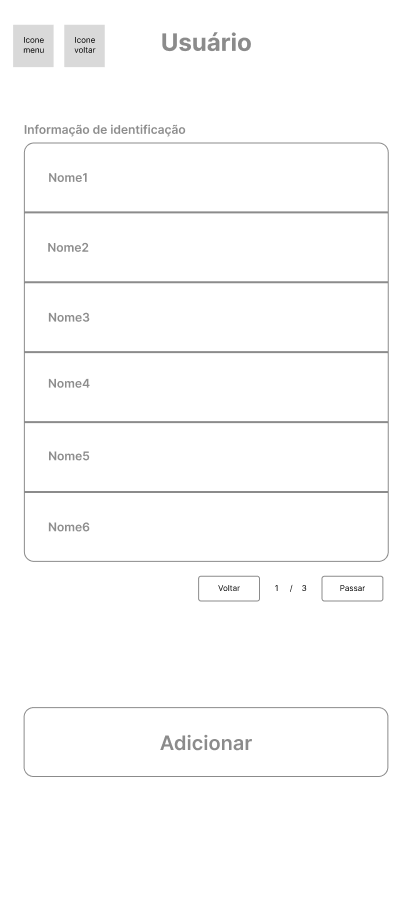 Icone
menu
Icone
voltar
Usuário
Informação de identificação
Nome1
Nome2
Nome3
Nome4
Nome5
Nome6
Voltar
1 / 3
Passar
Adicionar